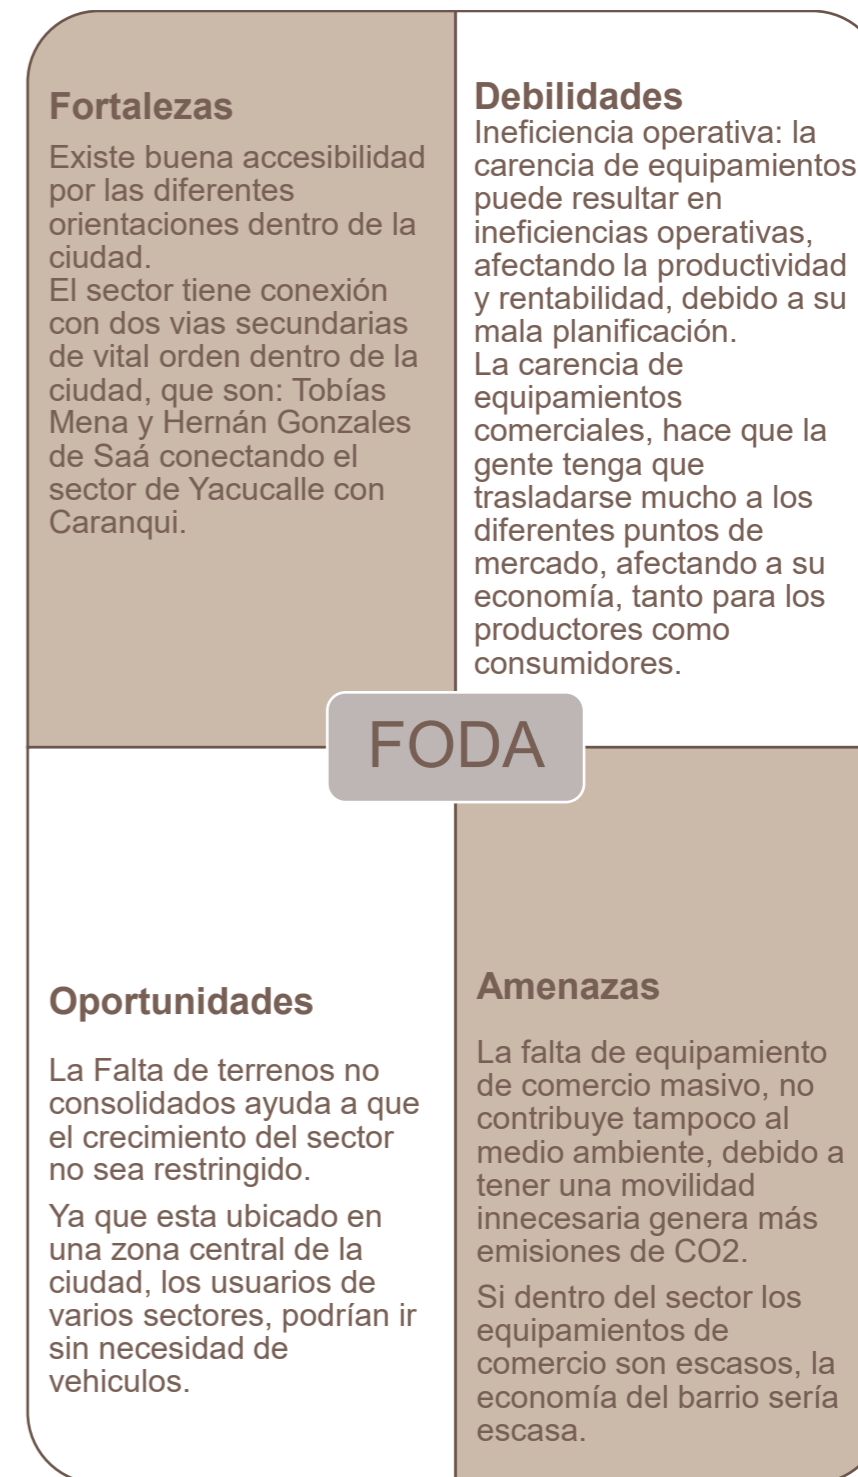 Fortalezas
Existe buena accesibilidad
por las diferentes
orientaciones dentro de la
ciudad.
El sector tiene conexión
con dos vias secundarias
de vital orden dentro de la
ciudad, que son: Tobías
Mena y Hernán Gonzales
de Saá conectando el
sector de Yacucalle con
Caranqui.
Debilidades
Ineficiencia operativa: la
carencia de equipamientos
puede resultar en
ineficiencias operativas,
afectando la productividad
y rentabilidad, debido a su
mala planificación.
La carencia de
equipamientos
comerciales, hace que la
gente tenga que
trasladarse mucho a los
diferentes puntos de
mercado, afectando a su
economía, tanto para los
productores como
consumidores.
FODA
Oportunidades
La Falta de terrenos no
consolidados ayuda a que
el crecimiento del sector
no sea restringido.
Ya que esta ubicado en
una zona central de la
ciudad, los usuarios de
varios sectores, podrían ir
sin necesidad de
vehiculos.
Amenazas
La falta de equipamiento
de comercio masivo, no
contribuye tampoco al
medio ambiente, debido a
tener una movilidad
innecesaria genera más
emisiones de CO2.
Si dentro del sector los
equipamientos de
comercio son escasos, la
economía del barrio sería
escasa.